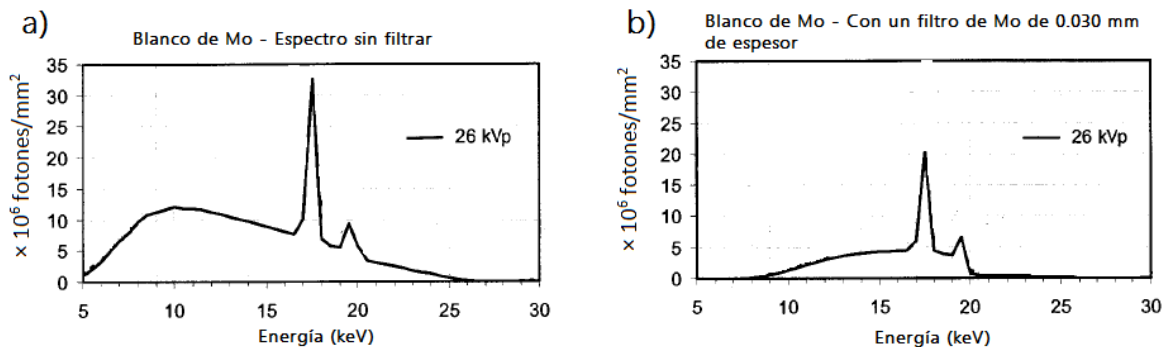 a)
Blanco de Mo - Espectro sin filtrar
× 10⁶ fotones/mm²
35
30
25
20
15
10
5
0
26 kVp
5 10 15 20 25 30
Energía (keV)
b)
Blanco de Mo - Con un filtro de Mo de 0.030 mm
de espesor
× 10⁶ fotones/mm²
35
30
25
20
15
10
5
0
26 kVp
5 10 15 20 25 30
Energía (keV)